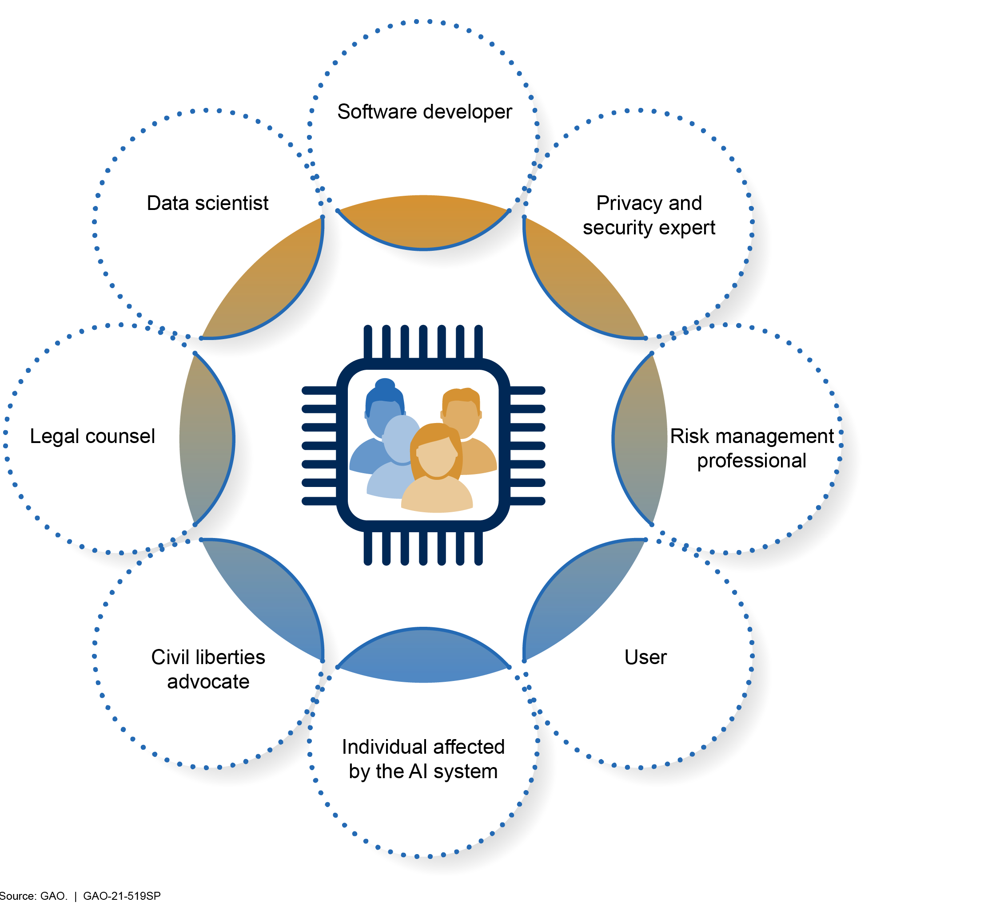 Software developer
Data scientist
Privacy and
security expert
Legal counsel
Risk management
professional
Civil liberties
advocate
User
Individual affected
by the AI system
Source: GAO. | GAO-21-519SP